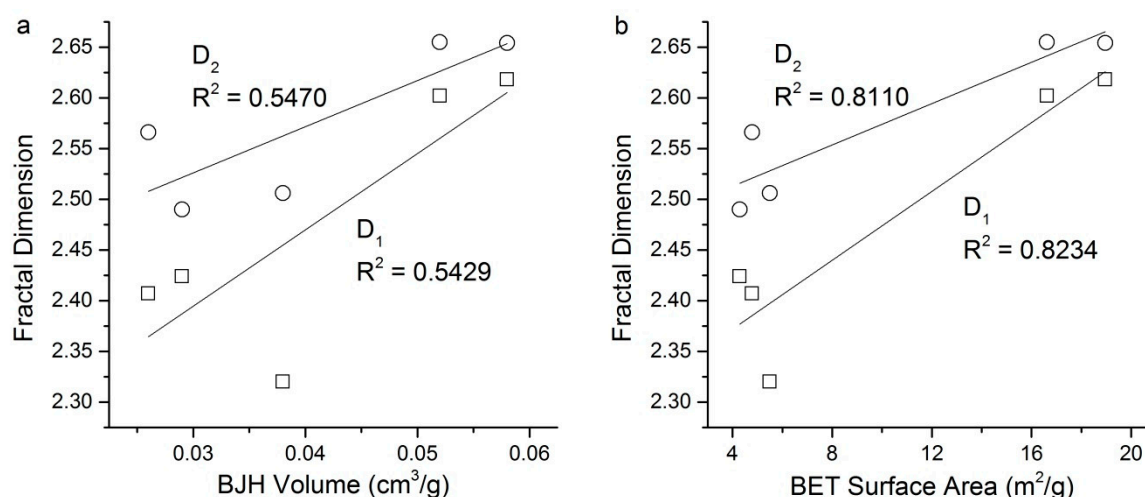 a
2.65
2.60
2.55
2.50
2.45
2.40
2.35
2.30
Fractal Dimension
D₂
R² = 0.5470
D₁
R² = 0.5429
0.03
0.04
0.05
0.06
BJH Volume (cm³/g)
b
2.65
2.60
2.55
2.50
2.45
2.40
2.35
2.30
Fractal Dimension
D₂
R² = 0.8110
D₁
R² = 0.8234
4
8
12
16
20
BET Surface Area (m²/g)